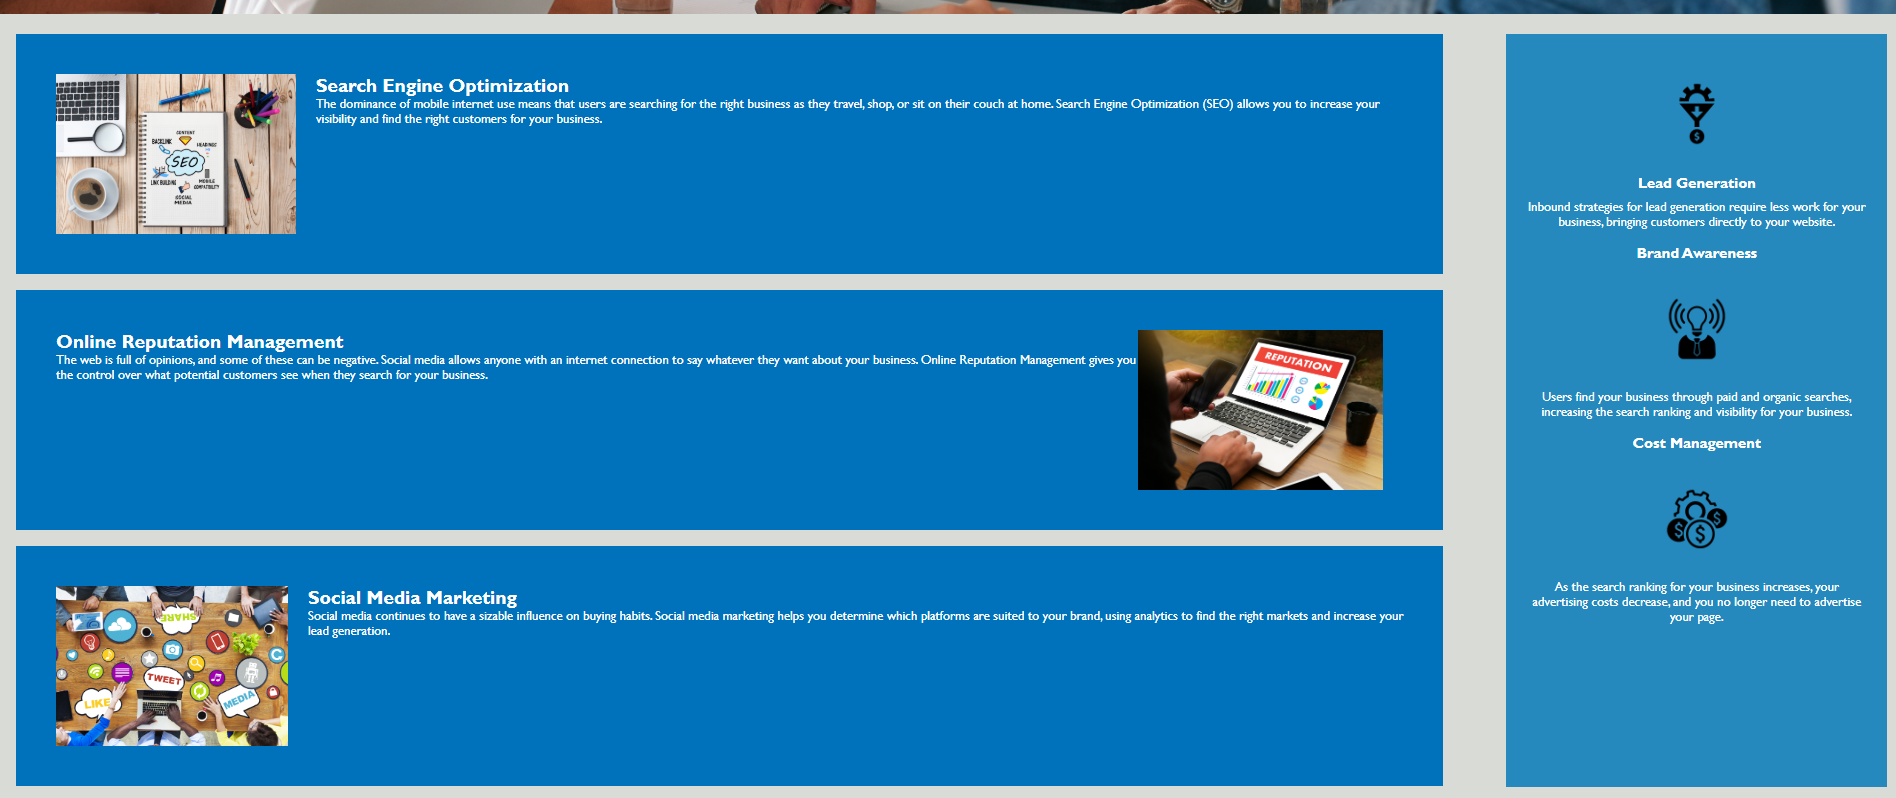 Search Engine Optimization
The dominance of mobile internet use means that users are searching for the right business as they travel, shop, or sit on their couch at home. Search Engine Optimization (SEO) allows you to increase your
visibility and find the right customers for your business.
CONTENT
BACKLINK
HEADINGS
SEO
LINK BUILDING
MOBILE
COMPATIBILITY
SOCIAL
MEDIA
Online Reputation Management
The web is full of opinions, and some of these can be negative. Social media allows anyone with an internet connection to say whatever they want about your business. Online Reputation Management gives you
the control over what potential customers see when they search for your business.
REPUTATION
Social Media Marketing
Social media continues to have a sizable influence on buying habits. Social media marketing helps you determine which platforms are suited to your brand, using analytics to find the right markets and increase your
lead generation.
SHARE
TWEET
LIKE
MEDIA
Lead Generation
Inbound strategies for lead generation require less work for your
business, bringing customers directly to your website.
Brand Awareness
Users find your business through paid and organic searches,
increasing the search ranking and visibility for your business.
Cost Management
As the search ranking for your business increases, your
advertising costs decrease, and you no longer need to advertise
your page.